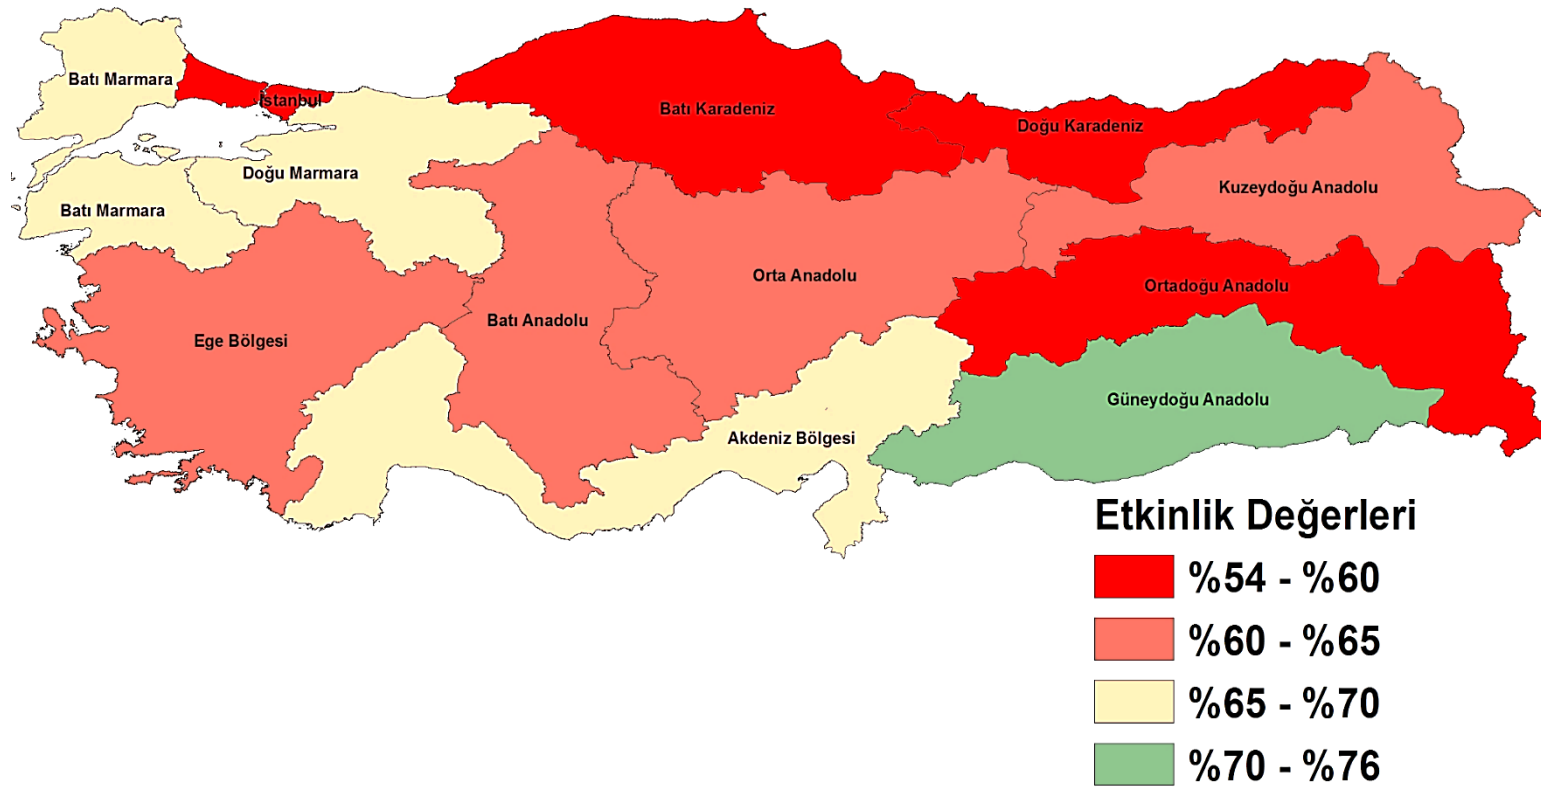 Batı Marmara
İstanbul
Batı Karadeniz
Doğu Karadeniz
Doğu Marmara
Kuzeydoğu Anadolu
Batı Marmara
Orta Anadolu
Ortadoğu Anadolu
Batı Anadolu
Ege Bölgesi
Güneydoğu Anadolu
Akdeniz Bölgesi
Etkinlik Değerleri
%54 - %60
%60 - %65
%65 - %70
%70 - %76